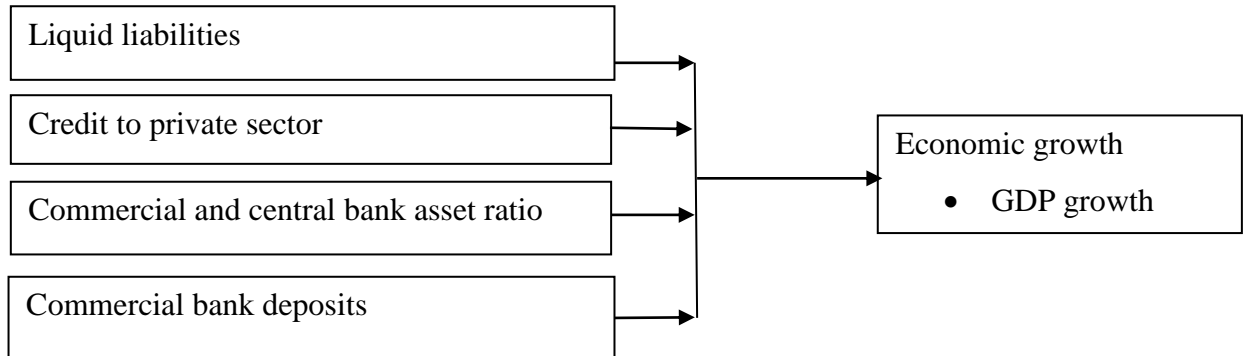 Liquid liabilities
Credit to private sector
Commercial and central bank asset ratio
Commercial bank deposits
Economic growth
• GDP growth